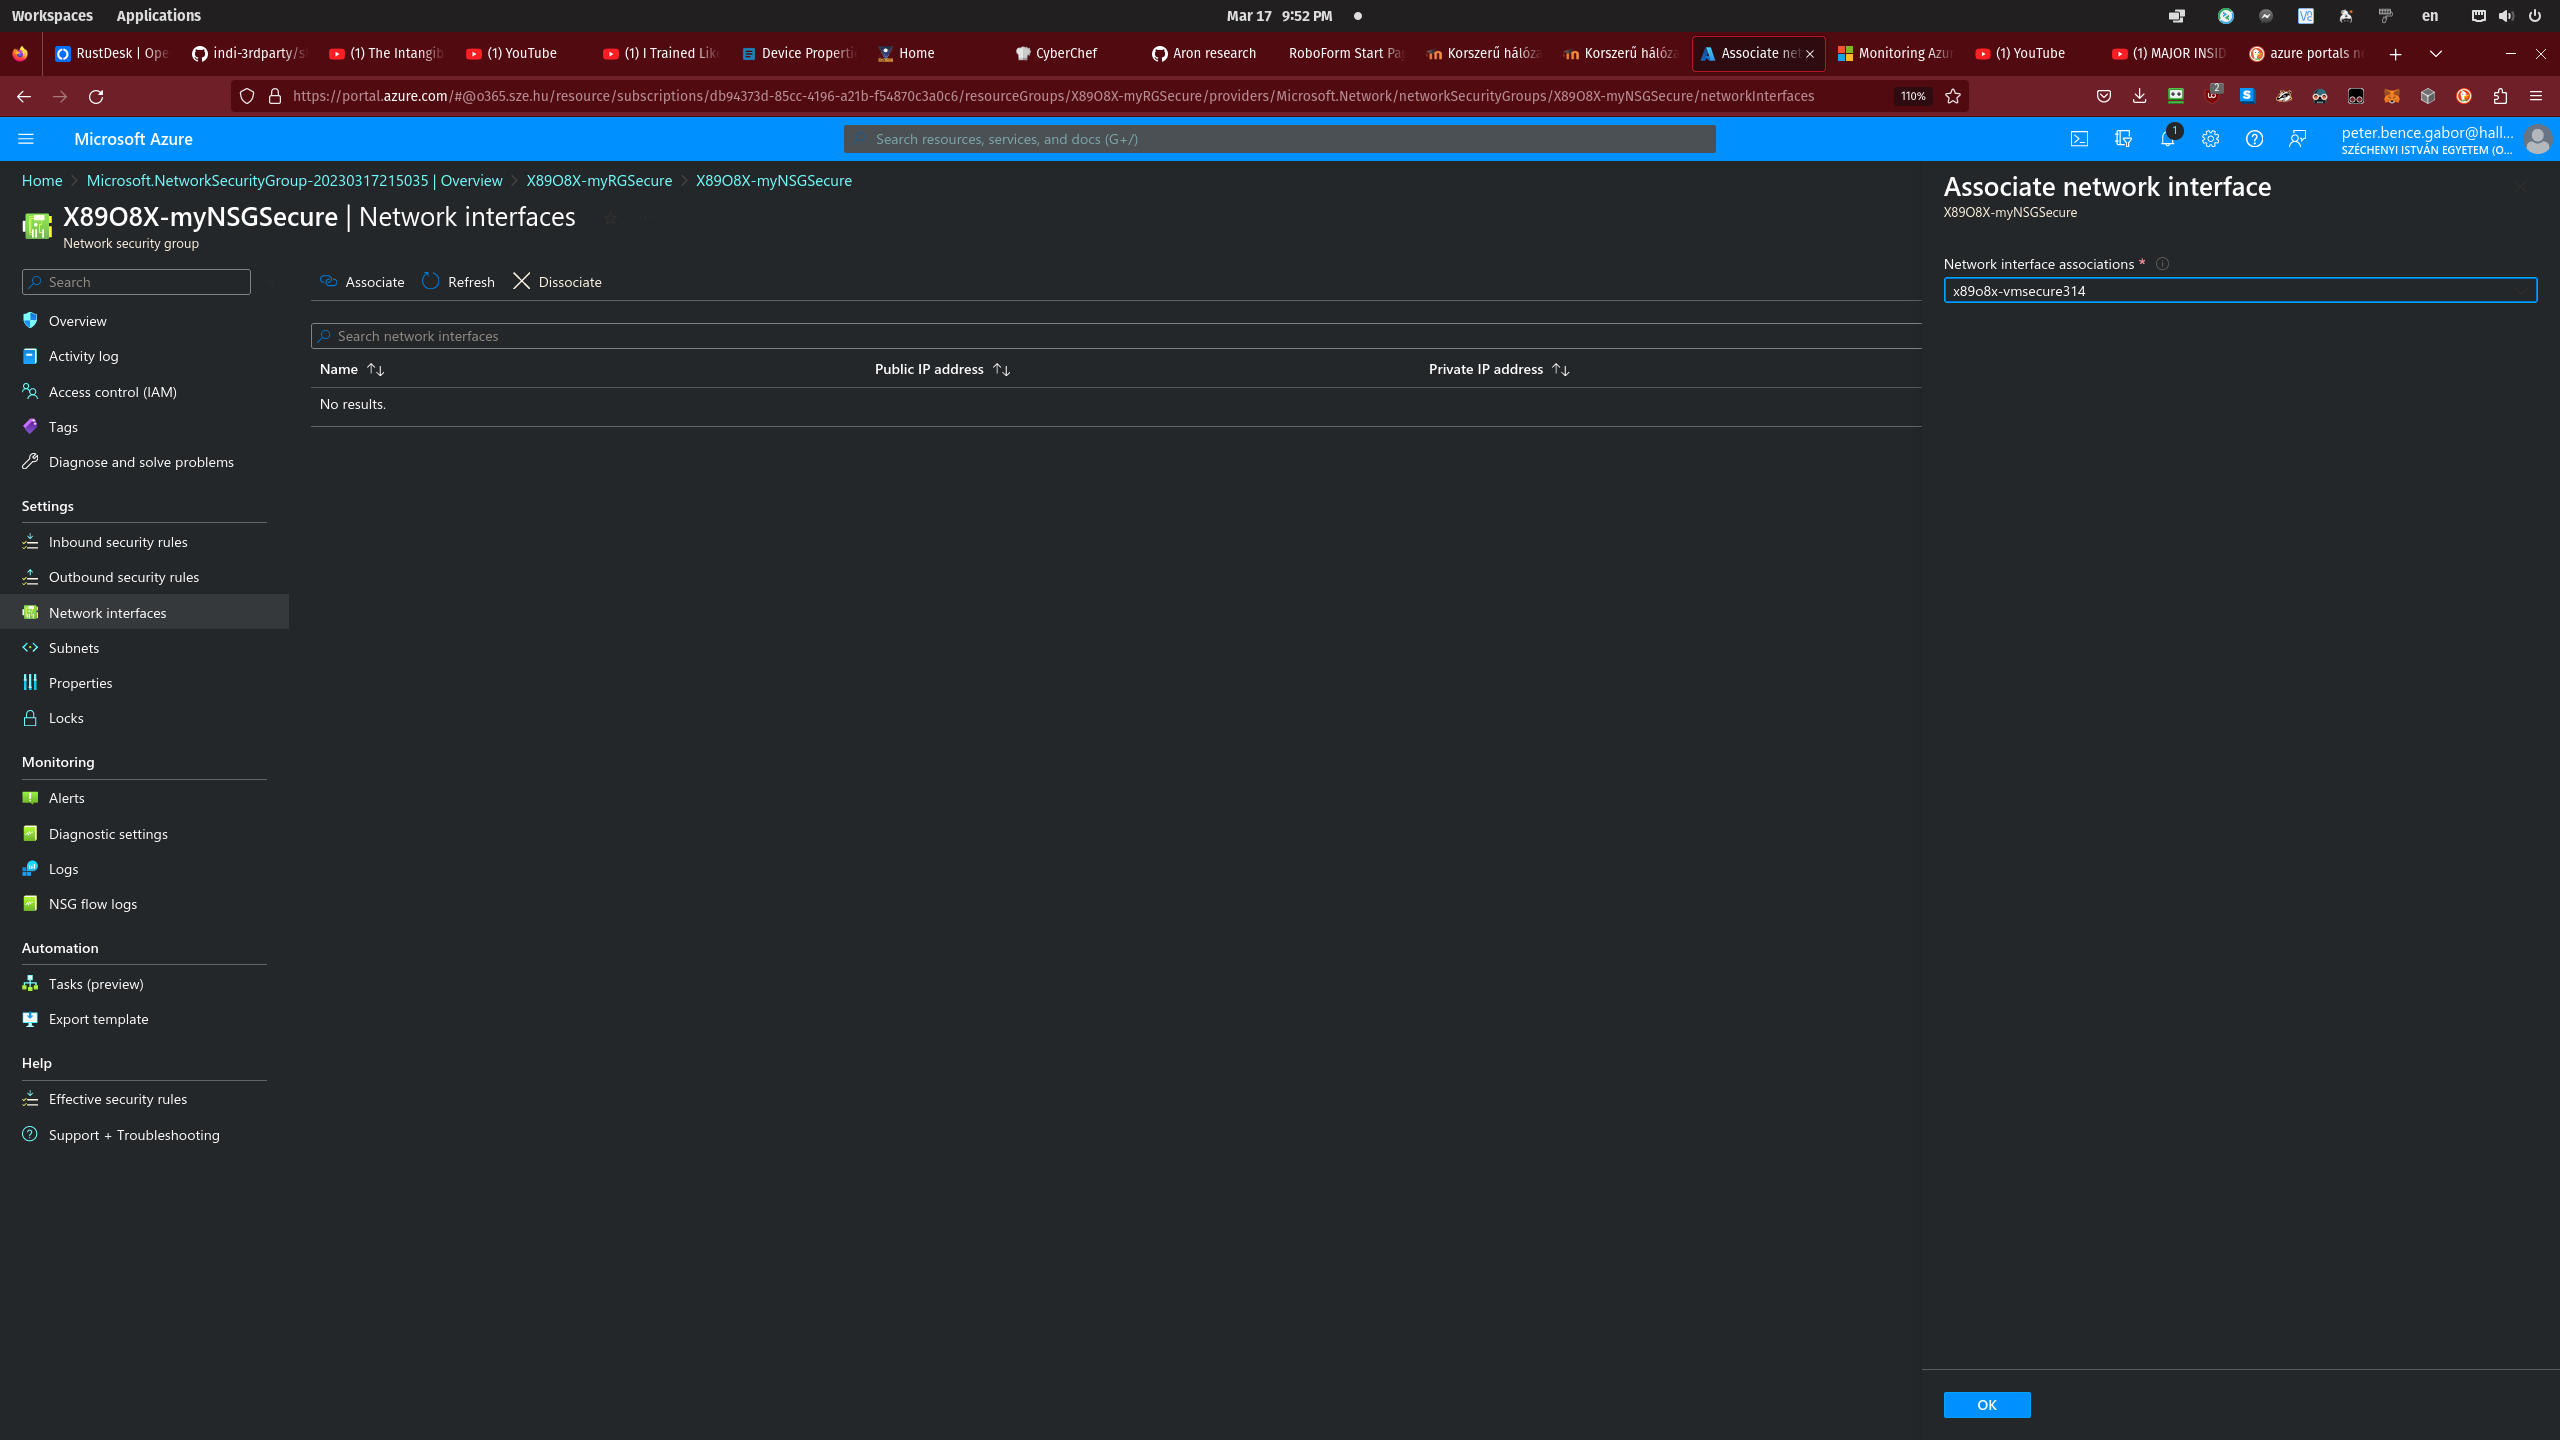 Workspaces Applications Mar 17 9:52 PM en
RustDesk | Ope indi-3rdparty/s (1) The Intangib (1) YouTube (1) I Trained Lik Device Properti Home CyberChef Aron research RoboForm Start Pa Korszerű hálóza Korszerű hálóza Associate net Monitoring Azur (1) YouTube (1) MAJOR INSID azure portals n
https://portal.azure.com/#@o365.sze.hu/resource/subscriptions/db94373d-85cc-4196-a21b-f54870c3a0c6/resourceGroups/X89O8X-myRGSecure/providers/Microsoft.Network/networkSecurityGroups/X89O8X-myNSGSecure/networkInterfaces 110% 2
Microsoft Azure Search resources, services, and docs (G+/) 1 peter.bence.gabor@hall...
SZÉCHENYI ISTVÁN EGYETEM (O...
Home Microsoft.NetworkSecurityGroup-20230317215035 | Overview X89O8X-myRGSecure X89O8X-myNSGSecure
X89O8X-myNSGSecure | Network interfaces
Network security group
Search
Overview
Activity log
Access control (IAM)
Tags
Diagnose and solve problems
Settings
Inbound security rules
Outbound security rules
Network interfaces
Subnets
Properties
Locks
Monitoring
Alerts
Diagnostic settings
Logs
NSG flow logs
Automation
Tasks (preview)
Export template
Help
Effective security rules
Support + Troubleshooting
Associate Refresh Dissociate
Search network interfaces
Name Public IP address Private IP address
No results.
Associate network interface
X89O8X-myNSGSecure
Network interface associations *
x89o8x-vmsecure314
OK